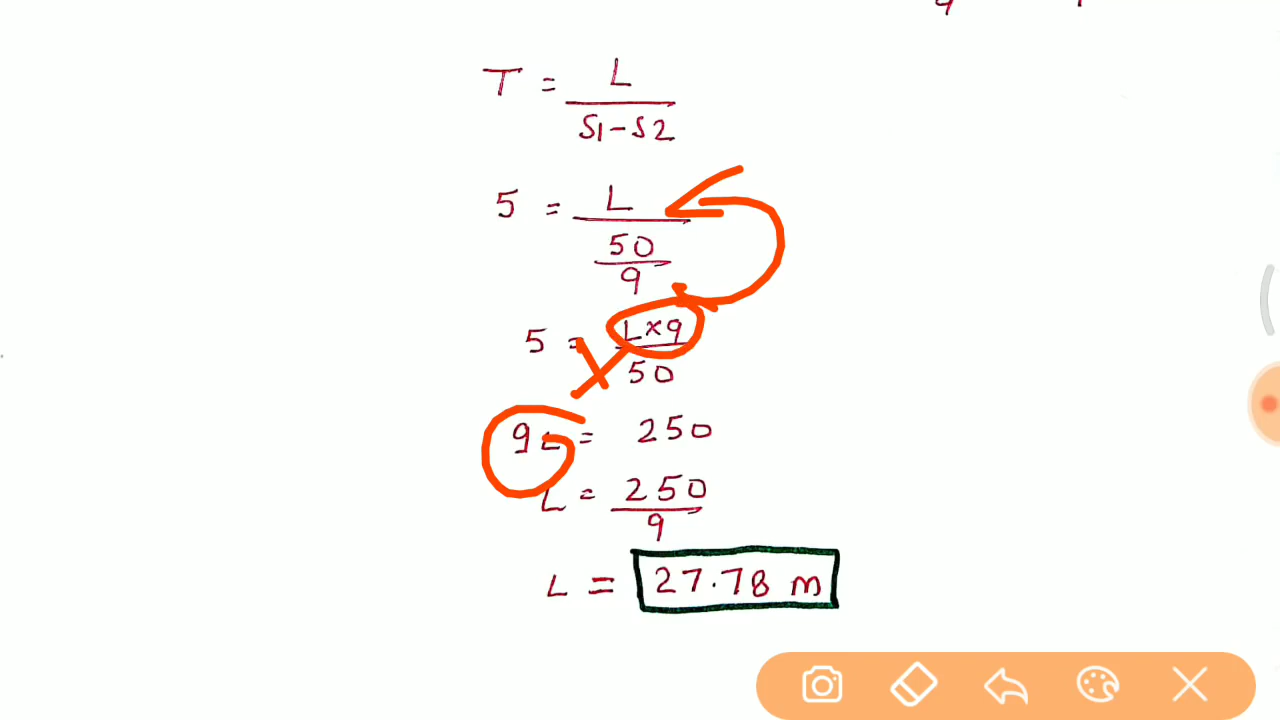 T = L
S1-S2
5 = L
50
9
5 = L×9
50
9L = 250
L = 250
9
L = 27.78 m